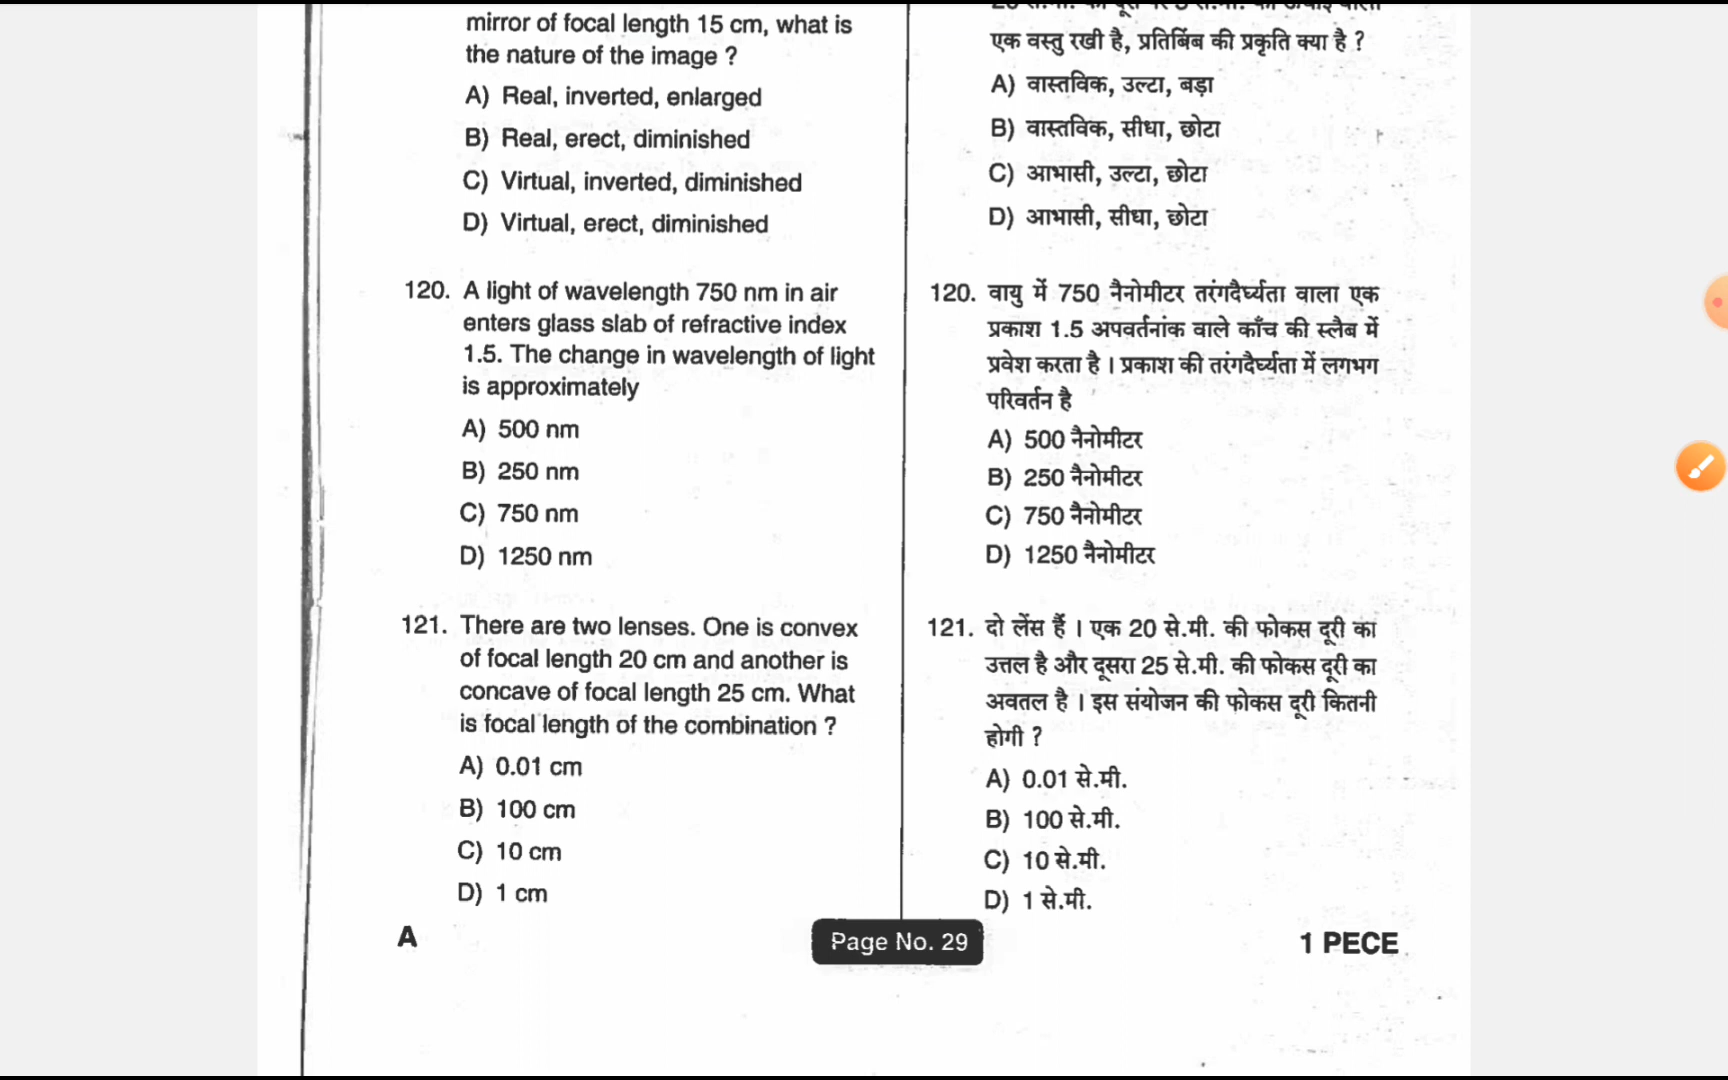 mirror of focal length 15 cm, what is
the nature of the image ?
A) Real, inverted, enlarged
B) Real, erect, diminished
C) Virtual, inverted, diminished
D) Virtual, erect, diminished
120. A light of wavelength 750 nm in air
enters glass slab of refractive index
1.5. The change in wavelength of light
is approximately
A) 500 nm
B) 250 nm
C) 750 nm
D) 1250 nm
121. There are two lenses. One is convex
of focal length 20 cm and another is
concave of focal length 25 cm. What
is focal length of the combination ?
A) 0.01 cm
B) 100 cm
C) 10 cm
D) 1 cm
एक वस्तु रखी है, प्रतिबिंब की प्रकृति क्या है ?
A) वास्तविक, उल्टा, बड़ा
B) वास्तविक, सीधा, छोटा
C) आभासी, उल्टा, छोटा
D) आभासी, सीधा, छोटा
120. वायु में 750 नैनोमीटर तरंगदैर्घ्यता वाला एक
प्रकाश 1.5 अपवर्तनांक वाले काँच की स्लैब में
प्रवेश करता है । प्रकाश की तरंगदैर्घ्यता में लगभग
परिवर्तन है
A) 500 नैनोमीटर
B) 250 नैनोमीटर
C) 750 नैनोमीटर
D) 1250 नैनोमीटर
121. दो लेंस हैं । एक 20 से.मी. की फोकस दूरी का
उत्तल है और दूसरा 25 से.मी. की फोकस दूरी का
अवतल है । इस संयोजन की फोकस दूरी कितनी
होगी ?
A) 0.01 से.मी.
B) 100 से.मी.
C) 10 से.मी.
D) 1 से.मी.
A
Page No. 29
1 PECE